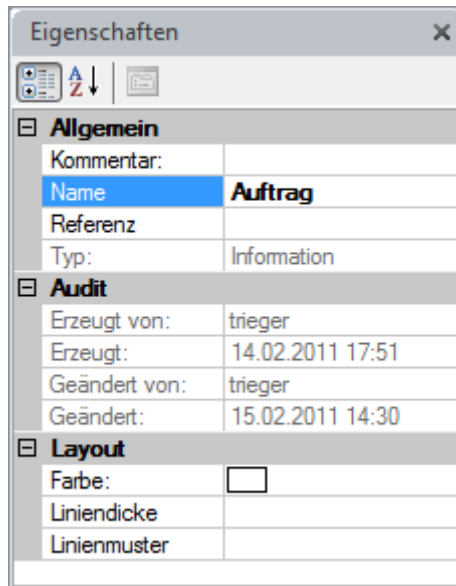 Eigenschaften
A
Z
Allgemein
Kommentar:
Name Auftrag
Referenz
Typ: Information
Audit
Erzeugt von: trieger
Erzeugt: 14.02.2011 17:51
Geändert von: trieger
Geändert: 15.02.2011 14:30
Layout
Farbe:
Liniendicke
Linienmuster